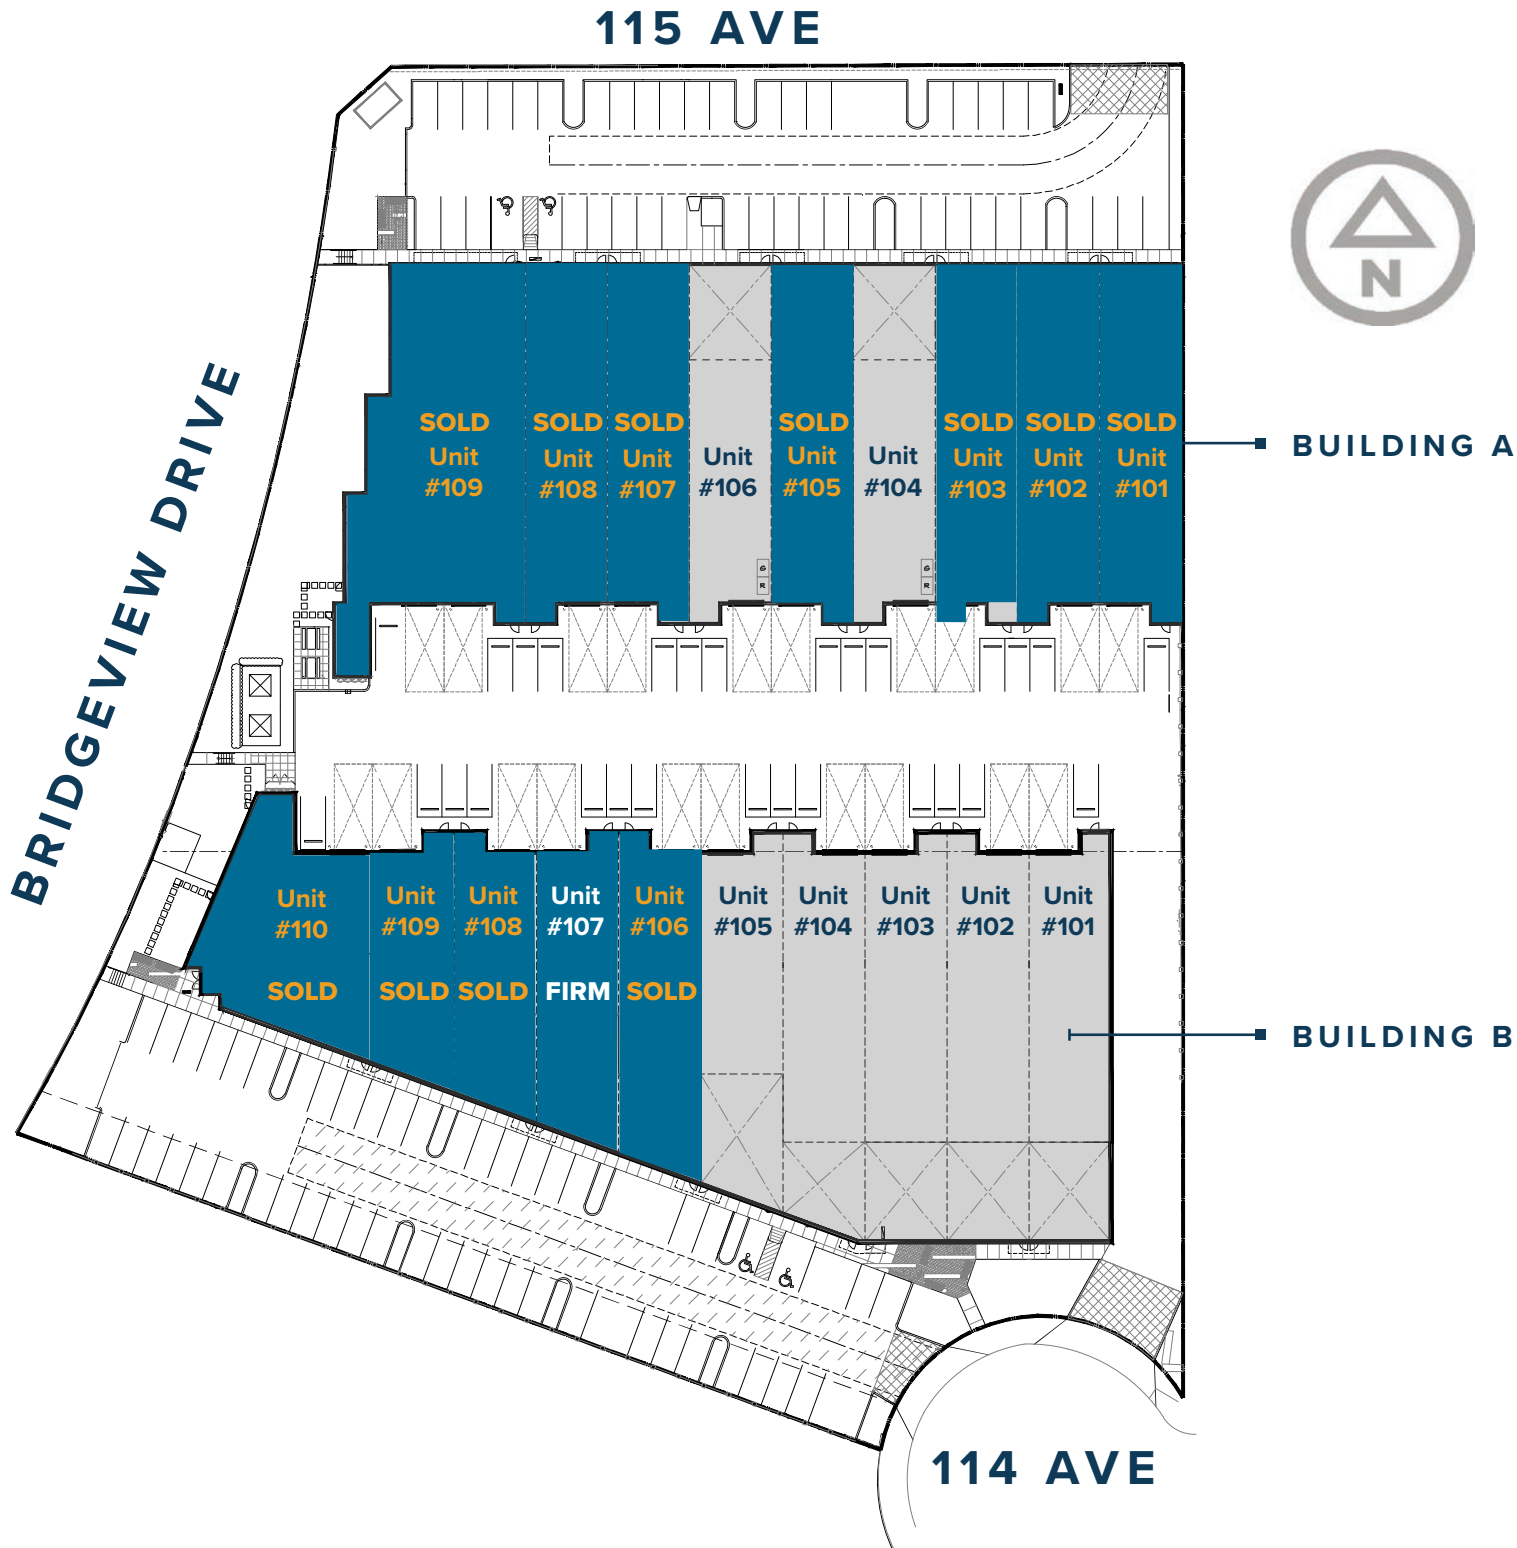 115 AVE
N
BRIDGEVIEW DRIVE
SOLD
Unit
#109
SOLD
Unit
#108
SOLD
Unit
#107
Unit
#106
SOLD
Unit
#105
Unit
#104
SOLD
Unit
#103
SOLD
Unit
#102
SOLD
Unit
#101
BUILDING A
G
R
G
R
Unit
#110
SOLD
Unit
#109
SOLD
Unit
#108
SOLD
Unit
#107
FIRM
Unit
#106
SOLD
Unit
#105
Unit
#104
Unit
#103
Unit
#102
Unit
#101
BUILDING B
114 AVE